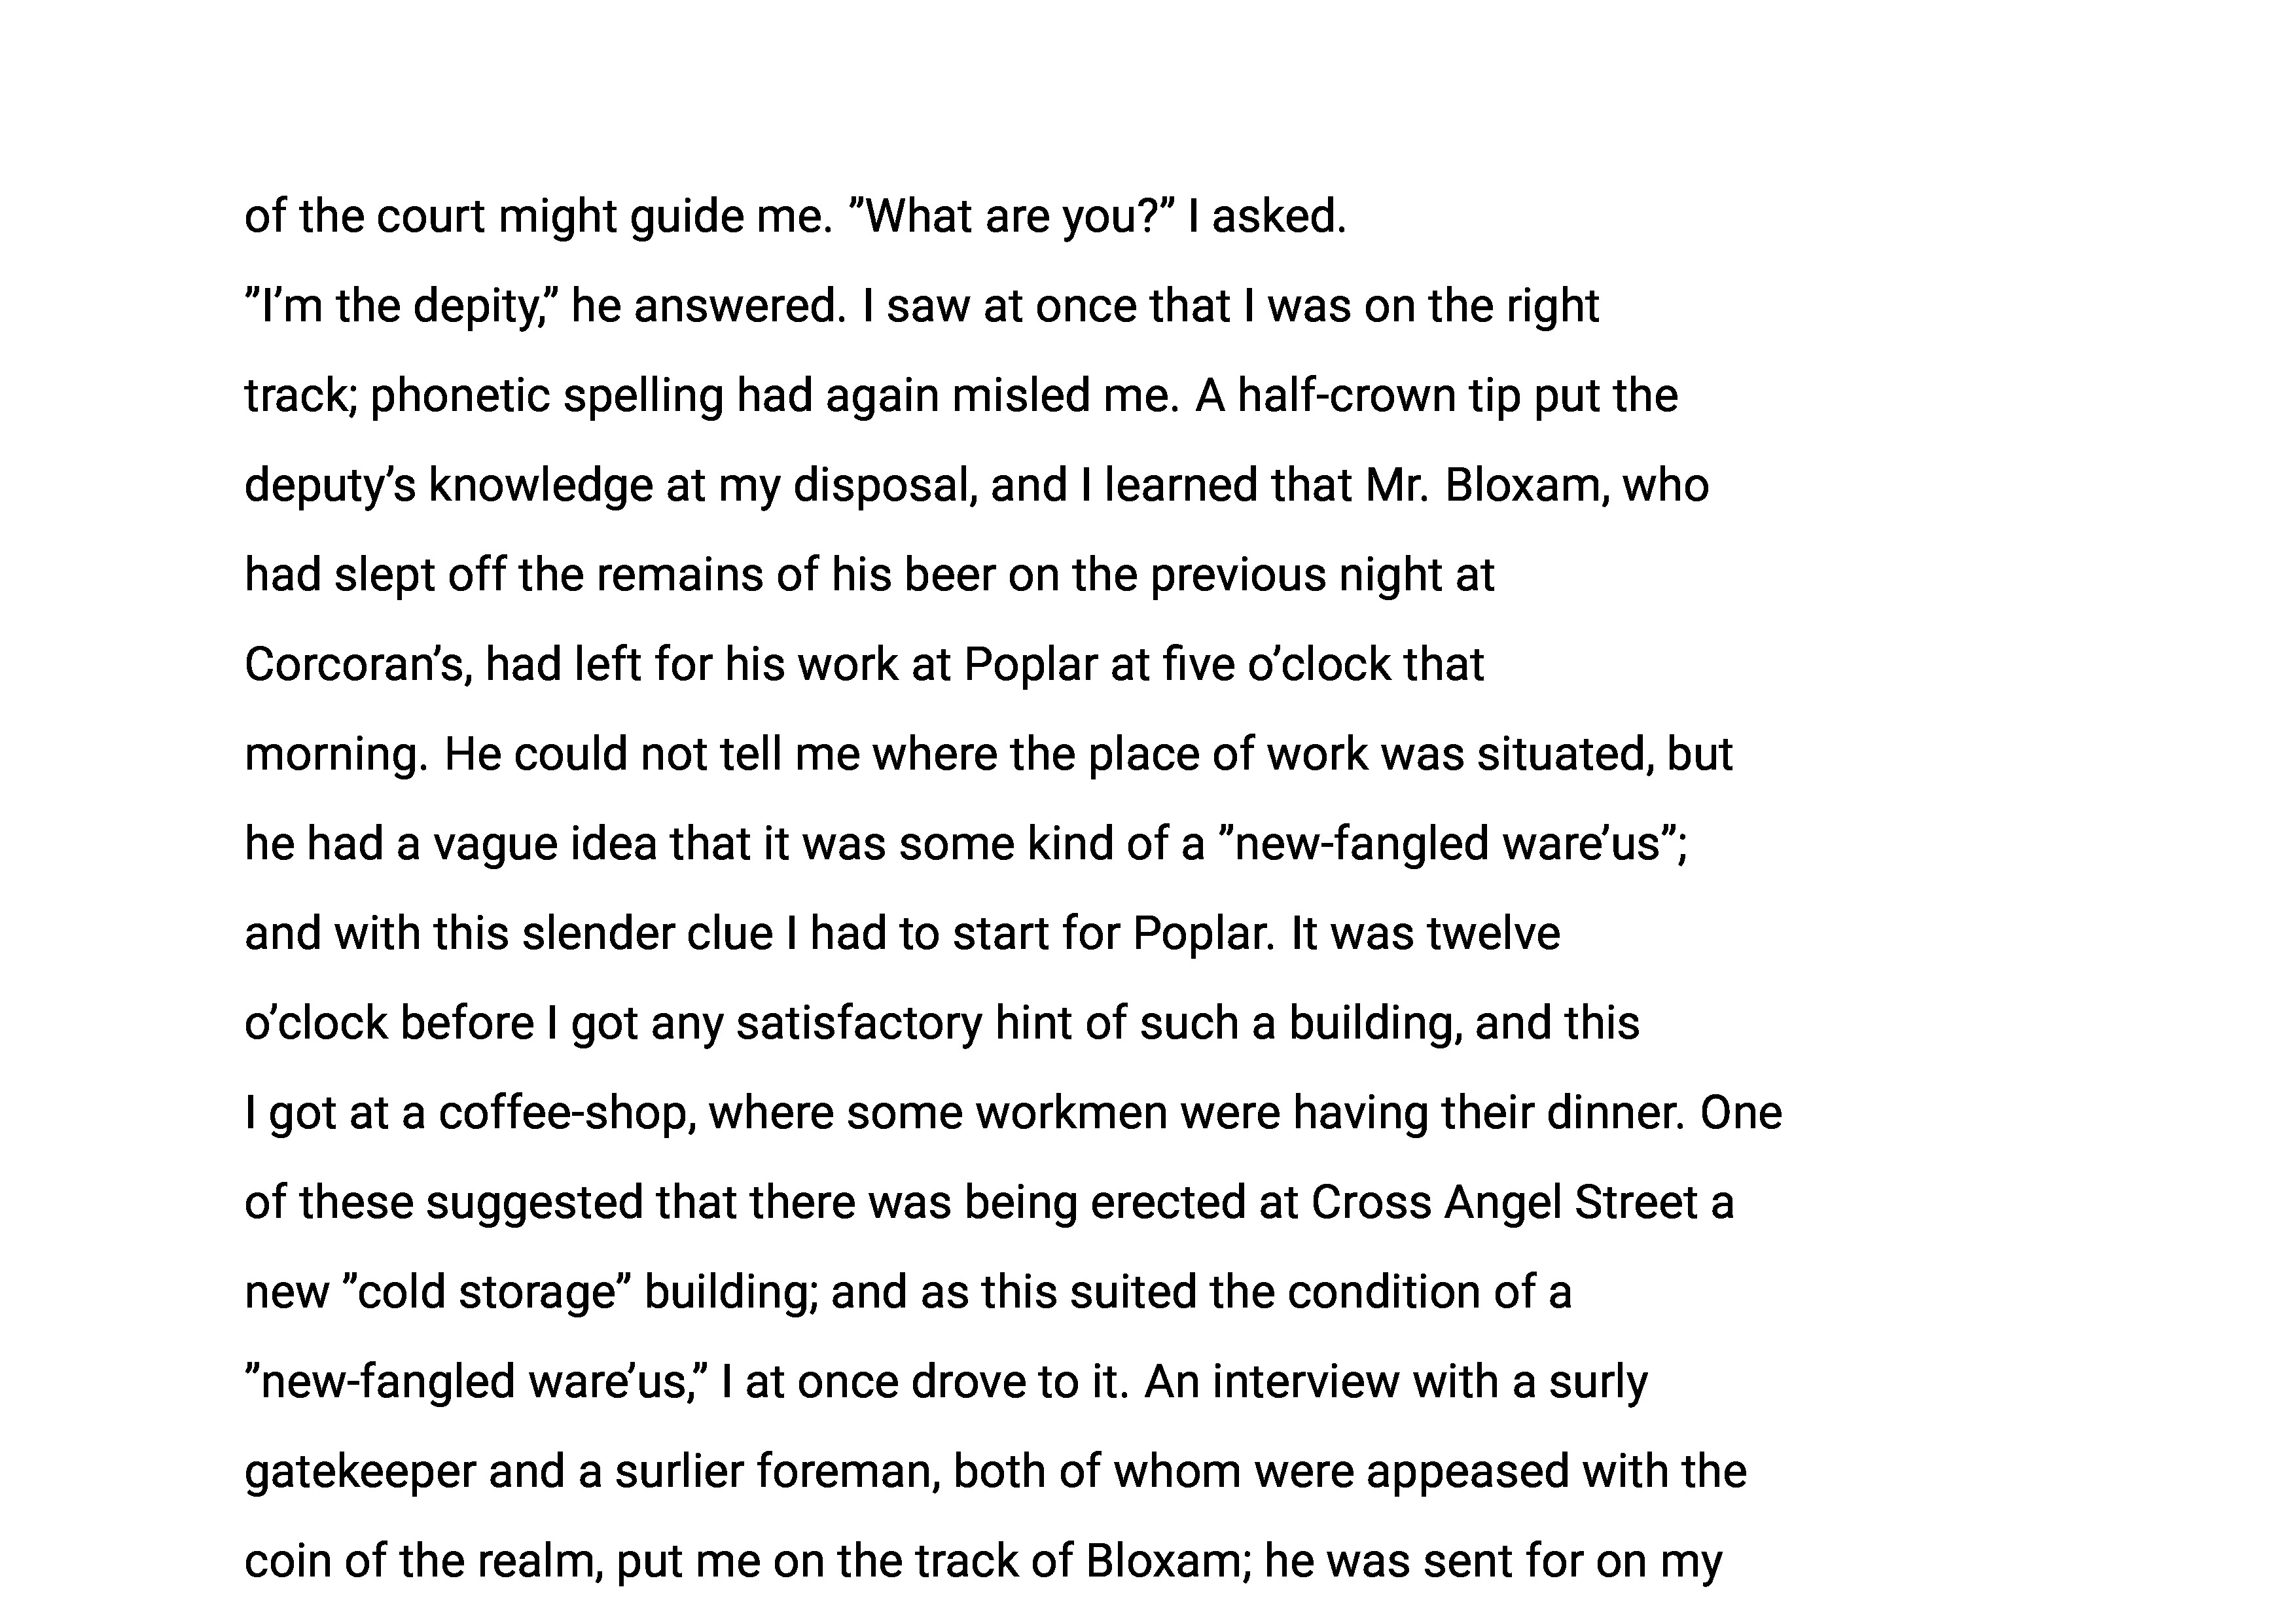 of the court might guide me. ”What are you?” I asked.
”I’m the depity,” he answered. I saw at once that I was on the right
track; phonetic spelling had again misled me. A half-crown tip put the
deputy’s knowledge at my disposal, and I learned that Mr. Bloxam, who
had slept off the remains of his beer on the previous night at
Corcoran’s, had left for his work at Poplar at five o’clock that
morning. He could not tell me where the place of work was situated, but
he had a vague idea that it was some kind of a ”new-fangled ware’us”;
and with this slender clue I had to start for Poplar. It was twelve
o’clock before I got any satisfactory hint of such a building, and this
I got at a coffee-shop, where some workmen were having their dinner. One
of these suggested that there was being erected at Cross Angel Street a
new ”cold storage” building; and as this suited the condition of a
”new-fangled ware’us,” I at once drove to it. An interview with a surly
gatekeeper and a surlier foreman, both of whom were appeased with the
coin of the realm, put me on the track of Bloxam; he was sent for on my